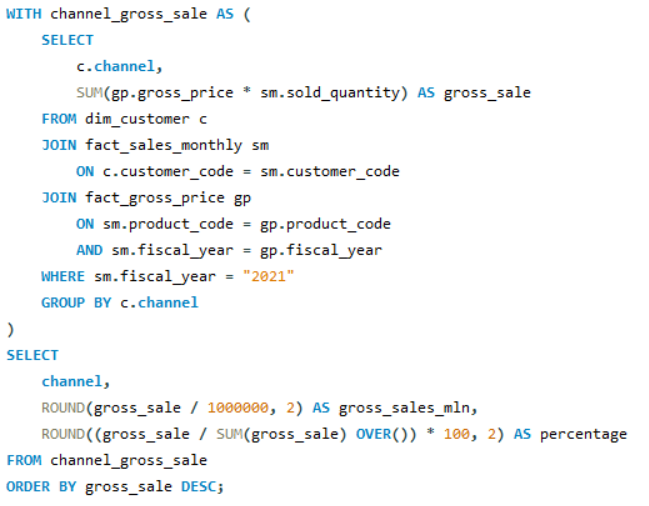 WITH channel_gross_sale AS (
    SELECT
        c.channel,
        SUM(gp.gross_price * sm.sold_quantity) AS gross_sale
    FROM dim_customer c
    JOIN fact_sales_monthly sm
        ON c.customer_code = sm.customer_code
    JOIN fact_gross_price gp
        ON sm.product_code = gp.product_code
        AND sm.fiscal_year = gp.fiscal_year
    WHERE sm.fiscal_year = "2021"
    GROUP BY c.channel
)
SELECT
    channel,
    ROUND(gross_sale / 1000000, 2) AS gross_sales_mln,
    ROUND((gross_sale / SUM(gross_sale) OVER()) * 100, 2) AS percentage
FROM channel_gross_sale
ORDER BY gross_sale DESC;